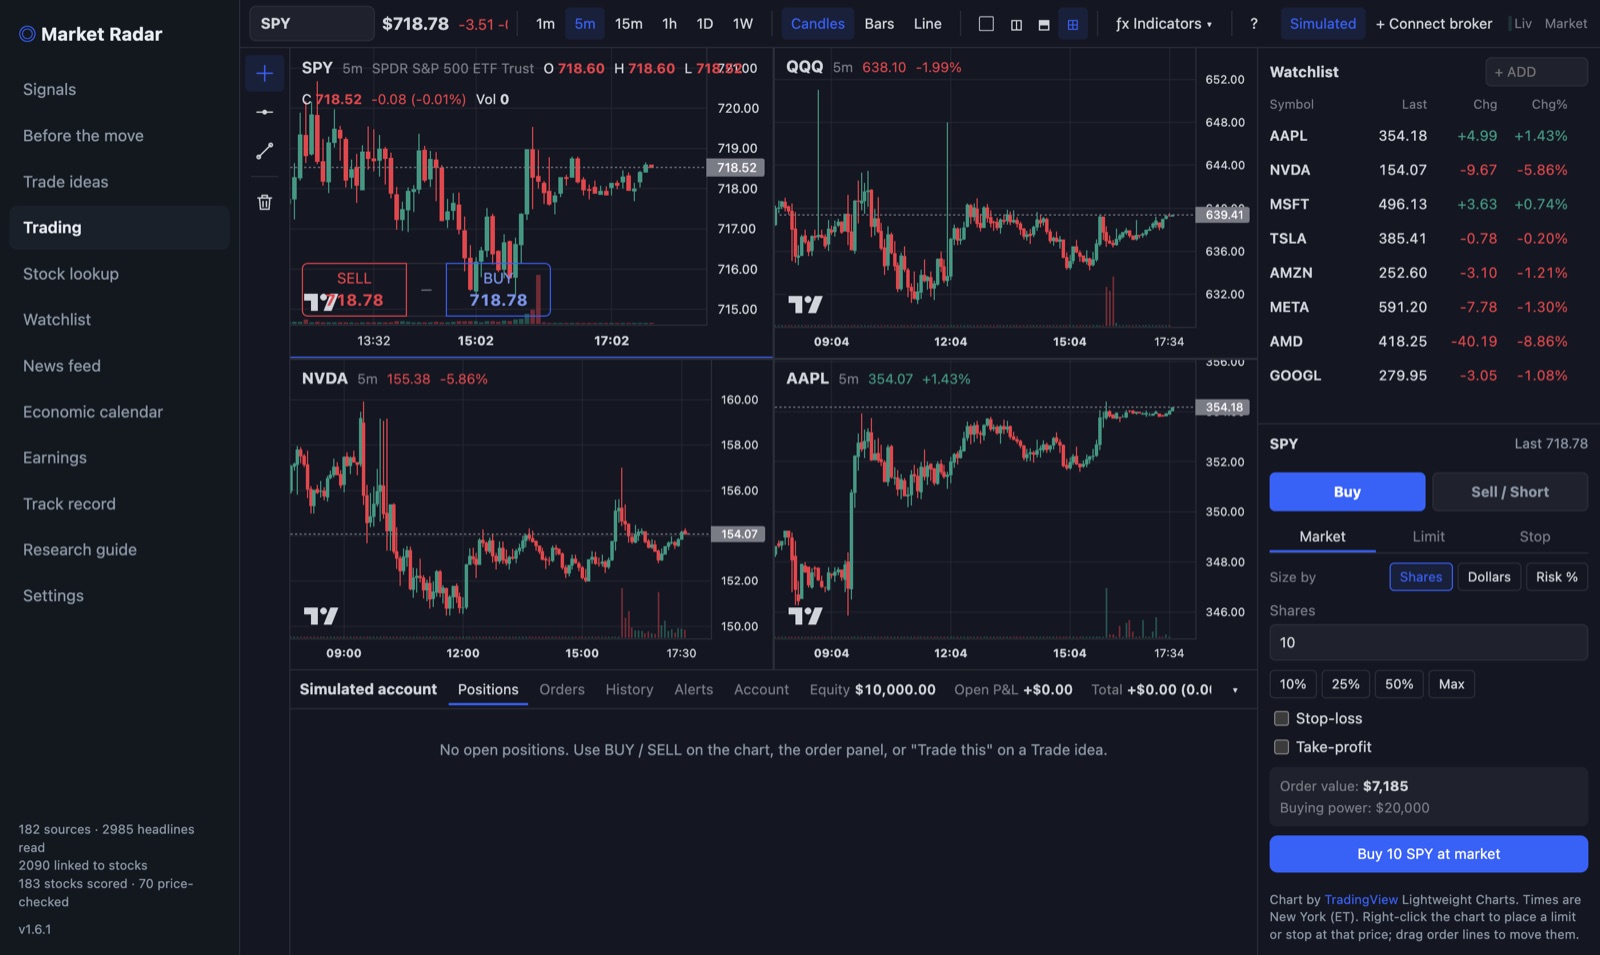 Market Radar
Signals
Before the move
Trade ideas
Trading
Stock lookup
Watchlist
News feed
Economic calendar
Earnings
Track record
Research guide
Settings
182 sources · 2985 headlines
read
2090 linked to stocks
183 stocks scored · 70 price-
checked
v1.6.1
SPY $718.78 -3.51 1m 5m 15m 1h 1D 1W Candles Bars Line ƒx Indicators ▾ ? Simulated + Connect broker Liv Market
SPY 5m SPDR S&P 500 ETF Trust O 718.60 H 718.60 L
C 718.52 -0.08 (-0.01%) Vol 0
720.00
719.00
718.52
718.00
717.00
716.00
715.00
SELL
718.78
BUY
718.78
13:32 15:02 17:02
QQQ 5m 638.10 -1.99%
652.00
648.00
644.00
639.41
636.00
632.00
09:04 12:04 15:04 17:34
NVDA 5m 155.38 -5.86%
160.00
158.00
156.00
154.07
152.00
150.00
09:00 12:00 15:00 17:30
AAPL 5m 354.07 +1.43%
356.00
354.18
352.00
350.00
348.00
346.00
09:04 12:04 15:04 17:34
Simulated account Positions Orders History Alerts Account Equity $10,000.00 Open P&L +$0.00 Total +$0.00 ▾
No open positions. Use BUY / SELL on the chart, the order panel, or "Trade this" on a Trade idea.
Watchlist + ADD
Symbol Last Chg Chg%
AAPL 354.18 +4.99 +1.43%
NVDA 154.07 -9.67 -5.86%
MSFT 496.13 +3.63 +0.74%
TSLA 385.41 -0.78 -0.20%
AMZN 252.60 -3.10 -1.21%
META 591.20 -7.78 -1.30%
AMD 418.25 -40.19 -8.86%
GOOGL 279.95 -3.05 -1.08%
SPY Last 718.78
Buy Sell / Short
Market Limit Stop
Size by Shares Dollars Risk %
Shares
10
10% 25% 50% Max
Stop-loss
Take-profit
Order value: $7,185
Buying power: $20,000
Buy 10 SPY at market
Chart by TradingView Lightweight Charts. Times are
New York (ET). Right-click the chart to place a limit
or stop at that price; drag order lines to move them.